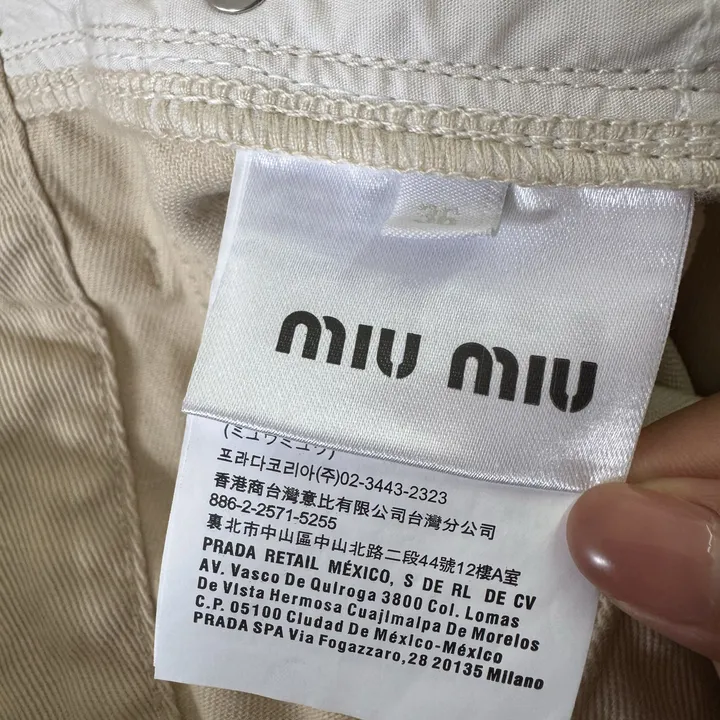 36
miu miu
(ミュウミュウ)
프라다코리아(주)02-3443-2323
香港商台灣意比有限公司台灣分公司
886-2-2571-5255
裏北市中山區中山北路二段44號12樓A室
PRADA RETAIL MÉXICO, S DE RL DE CV
AV. Vasco De Quiroga 3800 Col. Lomas
De Vista Hermosa Cuajimalpa De Morelos
C.P. 05100 Ciudad De México-México
PRADA SPA Via Fogazzaro,28 20135 Milano